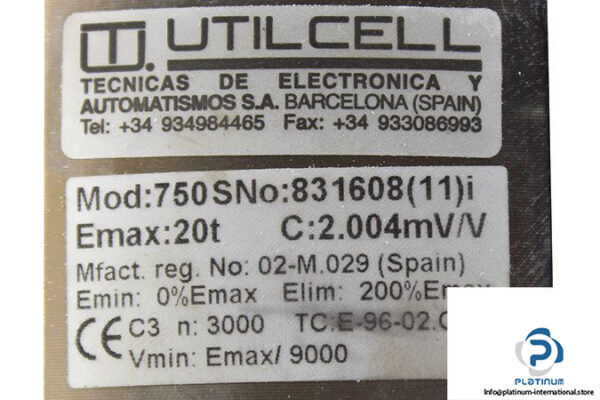 UTILCELL
TECNICAS DE ELECTRONICA Y
AUTOMATISMOS S.A. BARCELONA (SPAIN)
Tel: +34 934984465 Fax: +34 933086993
Mod:750SNo:831608(11)i
Emax:20t C:2.004mV/V
Mfact. reg. No: 02-M.029 (Spain)
Emin: 0%Emax Elim: 200%Emax
CE C3 n: 3000 TC:E-96-02.C
Vmin: Emax/ 9000
PLATINUM
Info@platinum-international.store